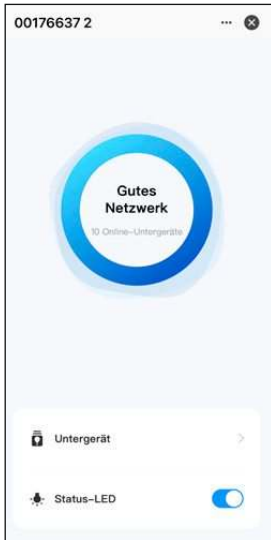 00176637 2
Gutes
Netzwerk
10 Online-Untergeräte
Untergerät
Status-LED